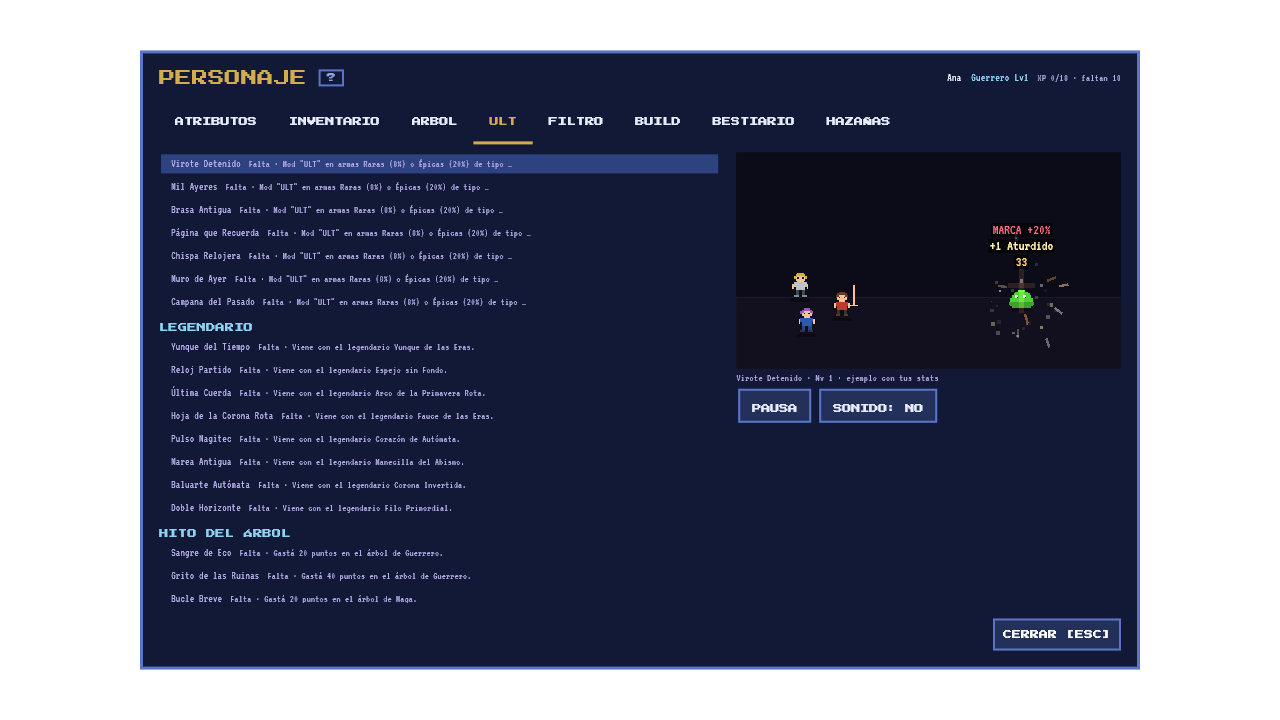 PERSONAJE ?
Ana Guerrero Lv1 XP 0/10 · faltan 10
ATRIBUTOS INVENTARIO ARBOL ULT FILTRO BUILD BESTIARIO HAZAÑAS
Virote Detenido Falta · Mod "ULT" en armas Raras (8%) o Épicas (20%) de tipo …
Mil Ayeres Falta · Mod "ULT" en armas Raras (8%) o Épicas (20%) de tipo …
Brasa Antigua Falta · Mod "ULT" en armas Raras (8%) o Épicas (20%) de tipo …
Página que Recuerda Falta · Mod "ULT" en armas Raras (8%) o Épicas (20%) de tipo …
Chispa Relojera Falta · Mod "ULT" en armas Raras (8%) o Épicas (20%) de tipo …
Muro de Ayer Falta · Mod "ULT" en armas Raras (8%) o Épicas (20%) de tipo …
Campana del Pasado Falta · Mod "ULT" en armas Raras (8%) o Épicas (20%) de tipo …
LEGENDARIO
Yunque del Tiempo Falta · Viene con el legendario Yunque de las Eras.
Reloj Partido Falta · Viene con el legendario Espejo sin Fondo.
Última Cuerda Falta · Viene con el legendario Arco de la Primavera Rota.
Hoja de la Corona Rota Falta · Viene con el legendario Fauce de las Eras.
Pulso Magitec Falta · Viene con el legendario Corazón de Autómata.
Marea Antigua Falta · Viene con el legendario Manecilla del Abismo.
Baluarte Autómata Falta · Viene con el legendario Corona Invertida.
Doble Horizonte Falta · Viene con el legendario Filo Primordial.
HITO DEL ÁRBOL
Sangre de Eco Falta · Gastá 20 puntos en el árbol de Guerrero.
Grito de las Ruinas Falta · Gastá 40 puntos en el árbol de Guerrero.
Bucle Breve Falta · Gastá 20 puntos en el árbol de Maga.
MARCA +20%
+1 Aturdido
33
Virote Detenido · Nv 1 · ejemplo con tus stats
PAUSA SONIDO: NO
CERRAR [ESC]